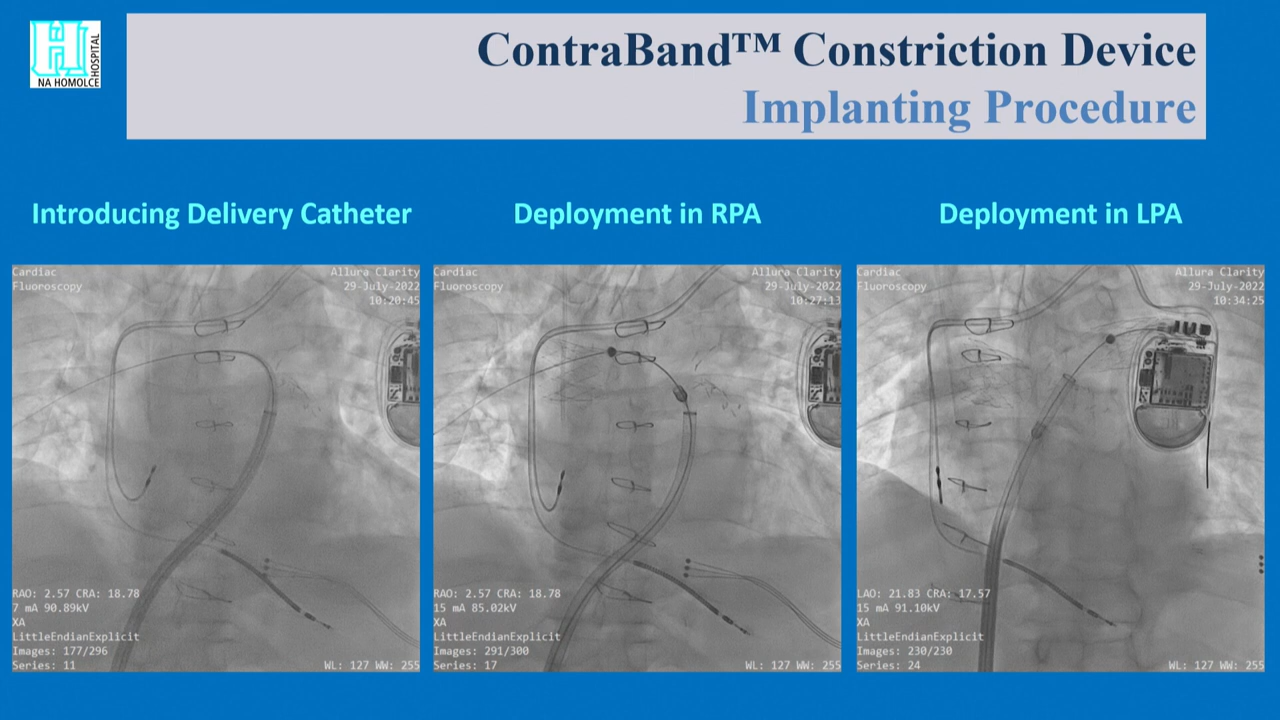 H
NA HOMOLCE
HOSPITAL
ContraBand™ Constriction Device
Implanting Procedure
Introducing Delivery Catheter
Deployment in RPA
Deployment in LPA
Cardiac
Fluoroscopy
Allura Clarity
29-July-2022
10:20:45
RAO: 2.57 CRA: 18.78
7 mA 90.89kV
XA
LittleEndianExplicit
Images: 177/296
Series: 11
WL: 127 WW: 255
Cardiac
Fluoroscopy
Allura Clarity
29-July-2022
10:27:13
RAO: 2.57 CRA: 18.78
15 mA 85.02kV
XA
LittleEndianExplicit
Images: 291/300
Series: 17
WL: 127 WW: 255
Cardiac
Fluoroscopy
Allura Clarity
29-July-2022
10:34:25
LAO: 21.83 CRA: 17.57
15 mA 91.10kV
XA
LittleEndianExplicit
Images: 230/230
Series: 24
WL: 127 WW: 255